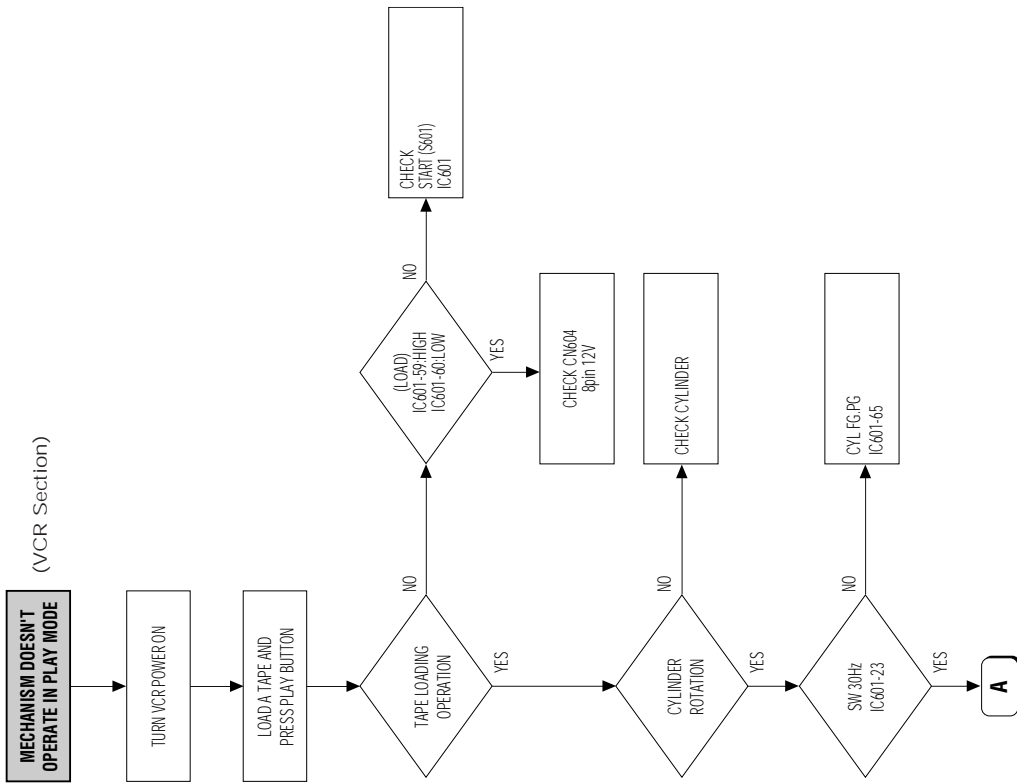 MECHANISM DOESN'T
OPERATE IN PLAY MODE
(VCR Section)
TURN VCR POWER ON
LOAD A TAPE AND
PRESS PLAY BUTTON
TAPE LOADING
OPERATION
NO
YES
(LOAD)
IC601-59:HIGH
IC601-60:LOW
NO
YES
CHECK
START (S601)
IC601
CHECK CN604
8pin 12V
CYLINDER
ROTATION
NO
YES
CHECK CYLINDER
SW 30Hz
IC601-23
NO
YES
CYL FG.PG
IC601-65
A